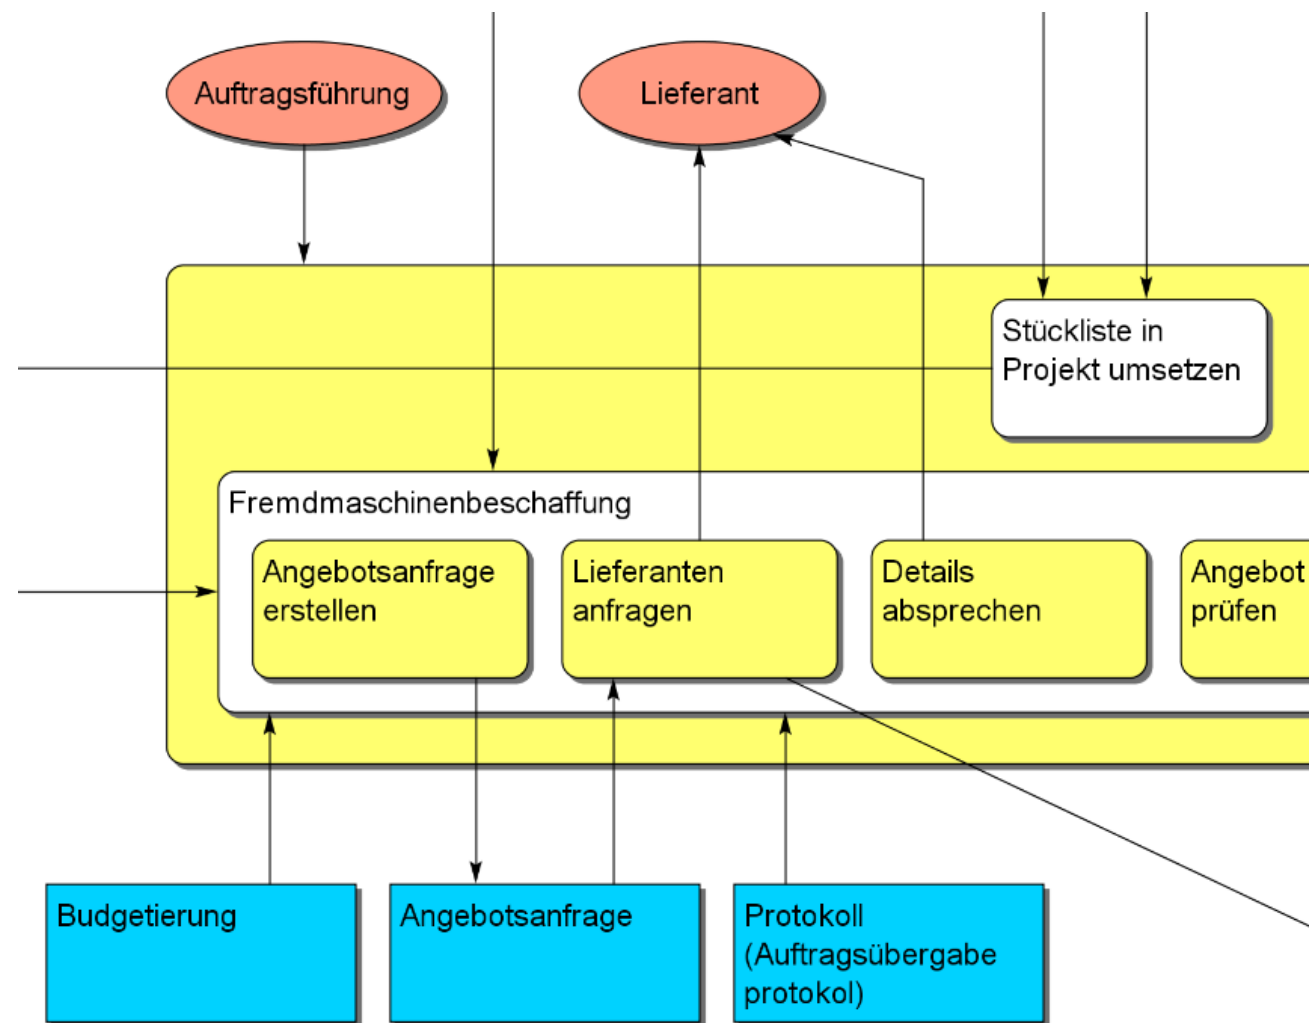 Auftragsführung
Lieferant
Stückliste in
Projekt umsetzen
Fremdmaschinenbeschaffung
Angebotsanfrage
erstellen
Lieferanten
anfragen
Details
absprechen
Angebot
prüfen
Budgetierung
Angebotsanfrage
Protokoll
(Auftragsübergabe
protokol)